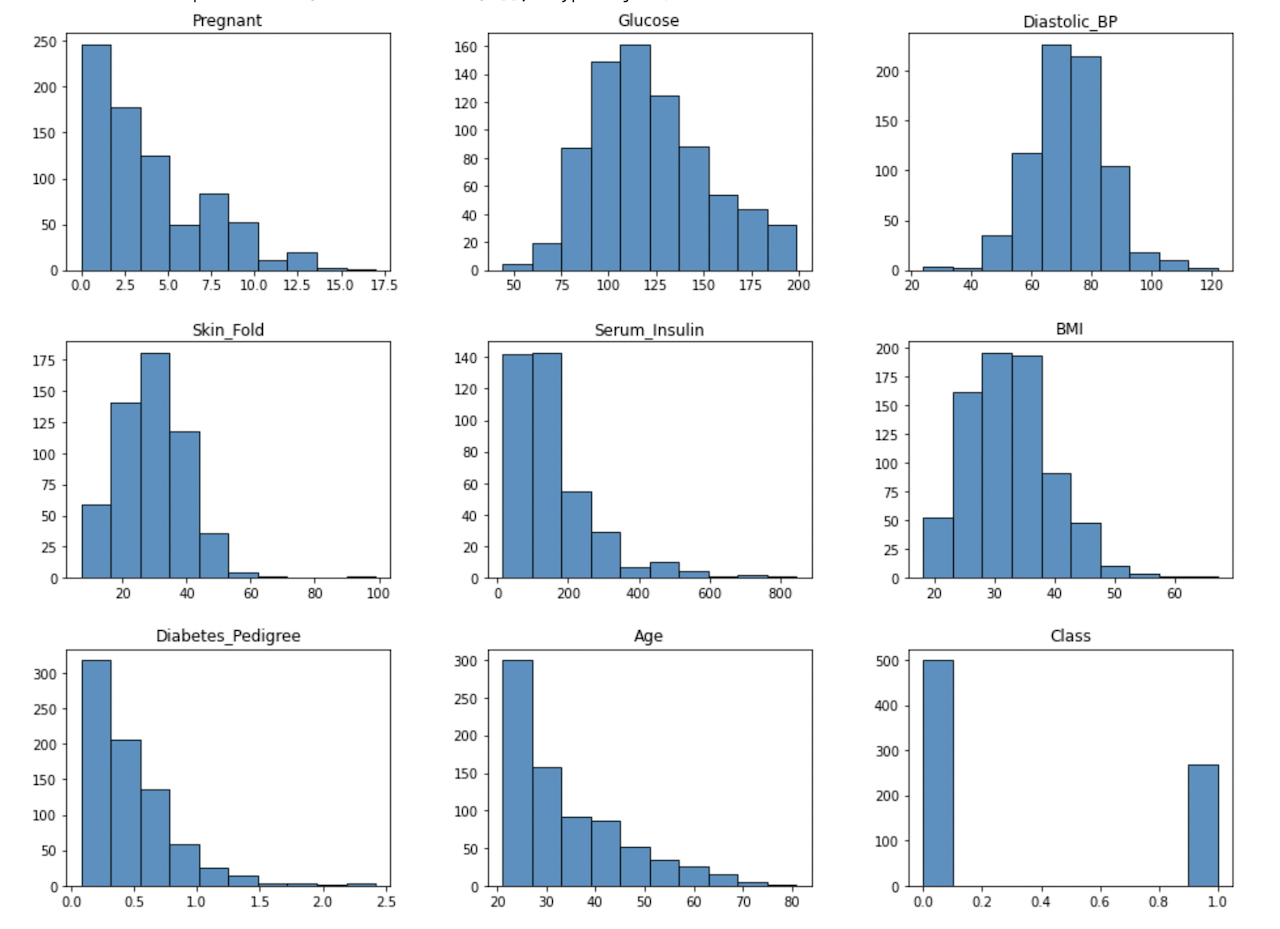 Pregnant Glucose Diastolic_BP
250 160
200 140 200
120
150 100 150
100 80 100
60
50 40 50
20
0 0 0
0.0 2.5 5.0 7.5 10.0 12.5 15.0 17.5 50 75 100 125 150 175 200 20 40 60 80 100 120
Skin_Fold Serum_Insulin BMI
175 140 200
150 120 175
125 100 150
100 80 125
75 60 100
50 40 75
25 20 50
25
0 0 0
20 40 60 80 100 0 200 400 600 800 20 30 40 50 60
Diabetes_Pedigree Age Class
300 300 500
250 250 400
200 200 300
150 150 200
100 100 100
50 50
0 0 0
0.0 0.5 1.0 1.5 2.0 2.5 20 30 40 50 60 70 80 0.0 0.2 0.4 0.6 0.8 1.0